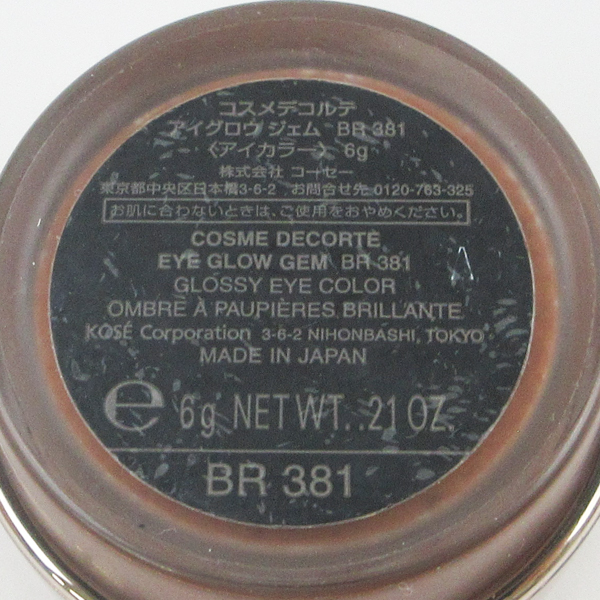 コスメデコルテ
アイグロウ ジェム BR 381
〈アイカラー〉 6g
株式会社 コーセー
東京都中央区日本橋3-6-2 お問合せ先 0120-763-325
お肌に合わないときは、ご使用をおやめください。
COSME DECORTE
EYE GLOW GEM BR 381
GLOSSY EYE COLOR
OMBRE À PAUPIÈRES BRILLANTE
KOSÉ Corporation 3-6-2 NIHONBASHI, TOKYO
MADE IN JAPAN
℮ 6g NET WT. .21 OZ.
BR 381